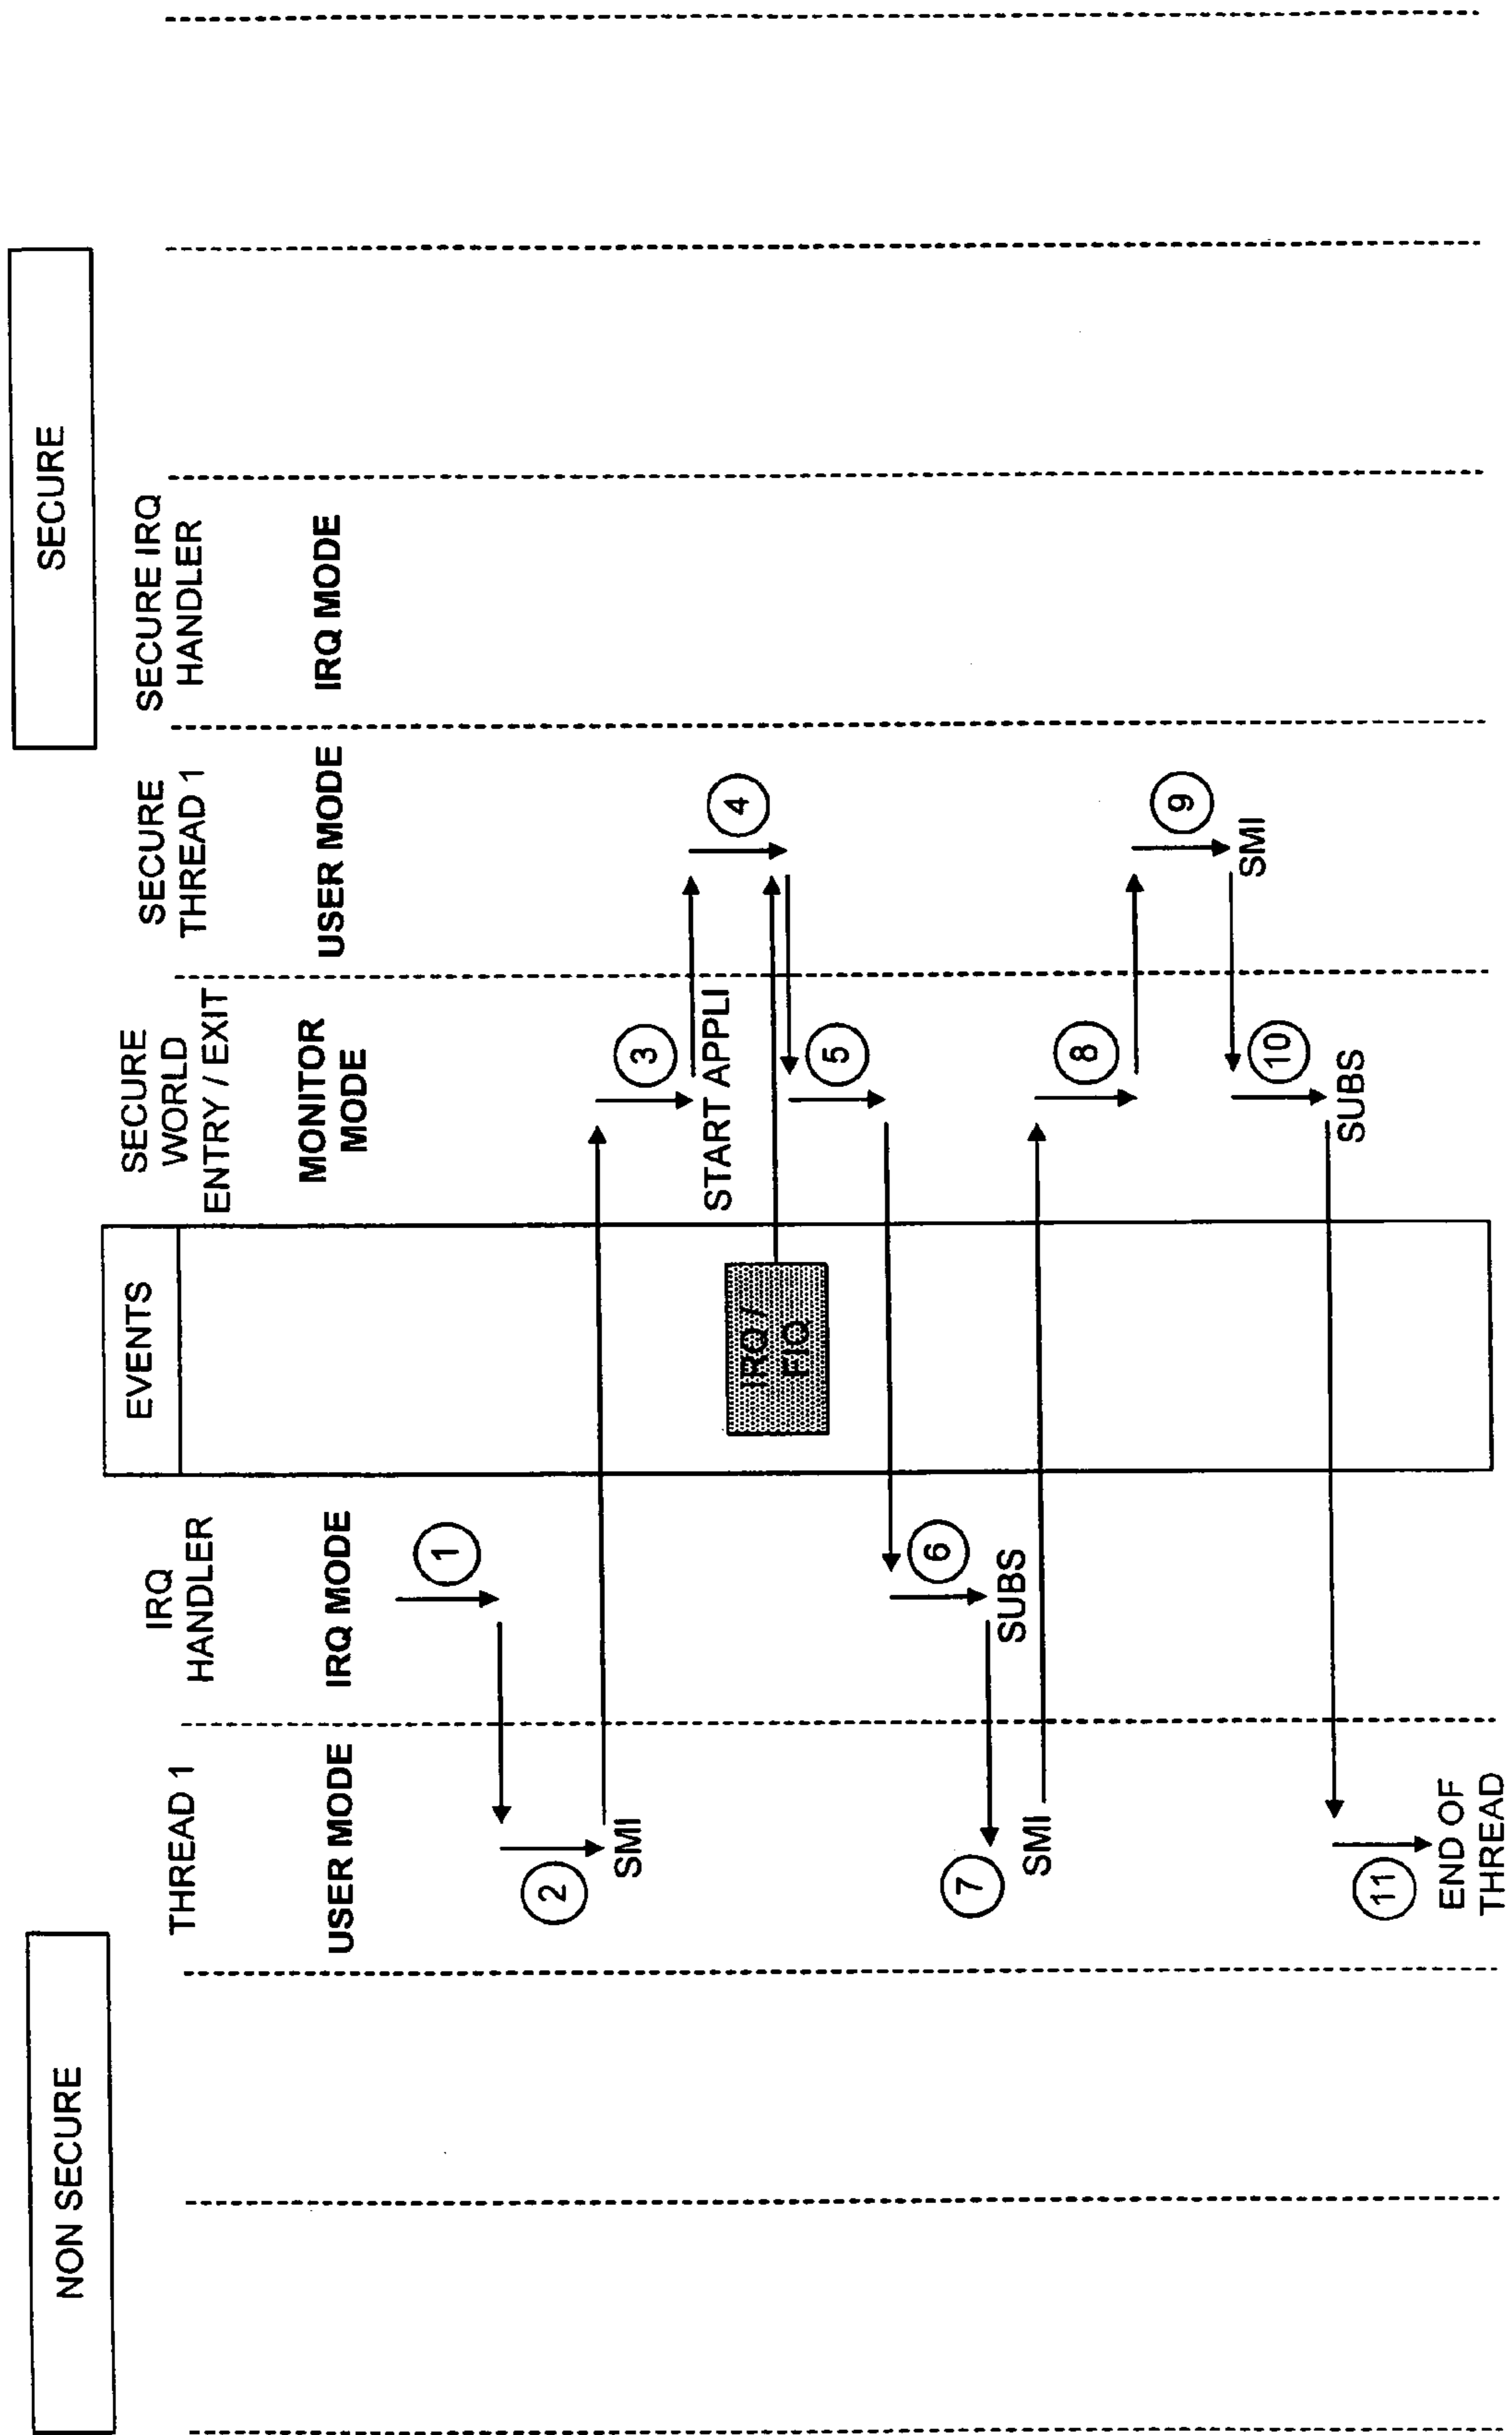 NON SECURE
SECURE
EVENTS
THREAD 1
IRQ
HANDLER
SECURE
WORLD
ENTRY / EXIT
SECURE
THREAD 1
SECURE IRQ
HANDLER
USER MODE
IRQ MODE
MONITOR
MODE
USER MODE
IRQ MODE
1
2
SMI
3
START APPLI
4
IRQ /
FIQ
5
6
SUBS
7
SMI
8
9
SMI
10
SUBS
11
END OF
THREAD